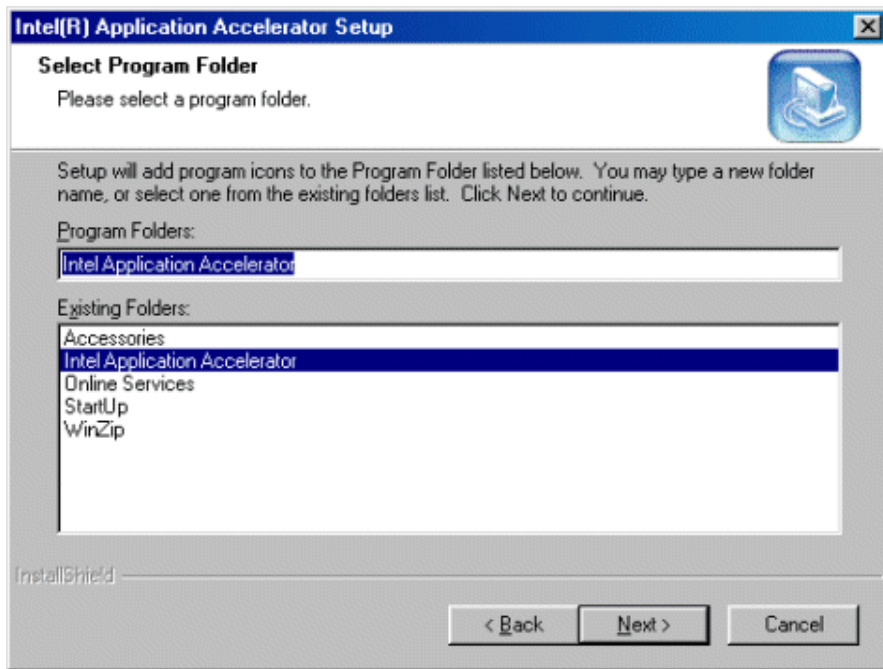 Intel(R) Application Accelerator Setup
Select Program Folder
Please select a program folder.
Setup will add program icons to the Program Folder listed below. You may type a new folder
name, or select one from the existing folders list. Click Next to continue.
Program Folders:
Intel Application Accelerator
Existing Folders:
Accessories
Intel Application Accelerator
Online Services
StartUp
WinZip
InstallShield
< Back
Next >
Cancel